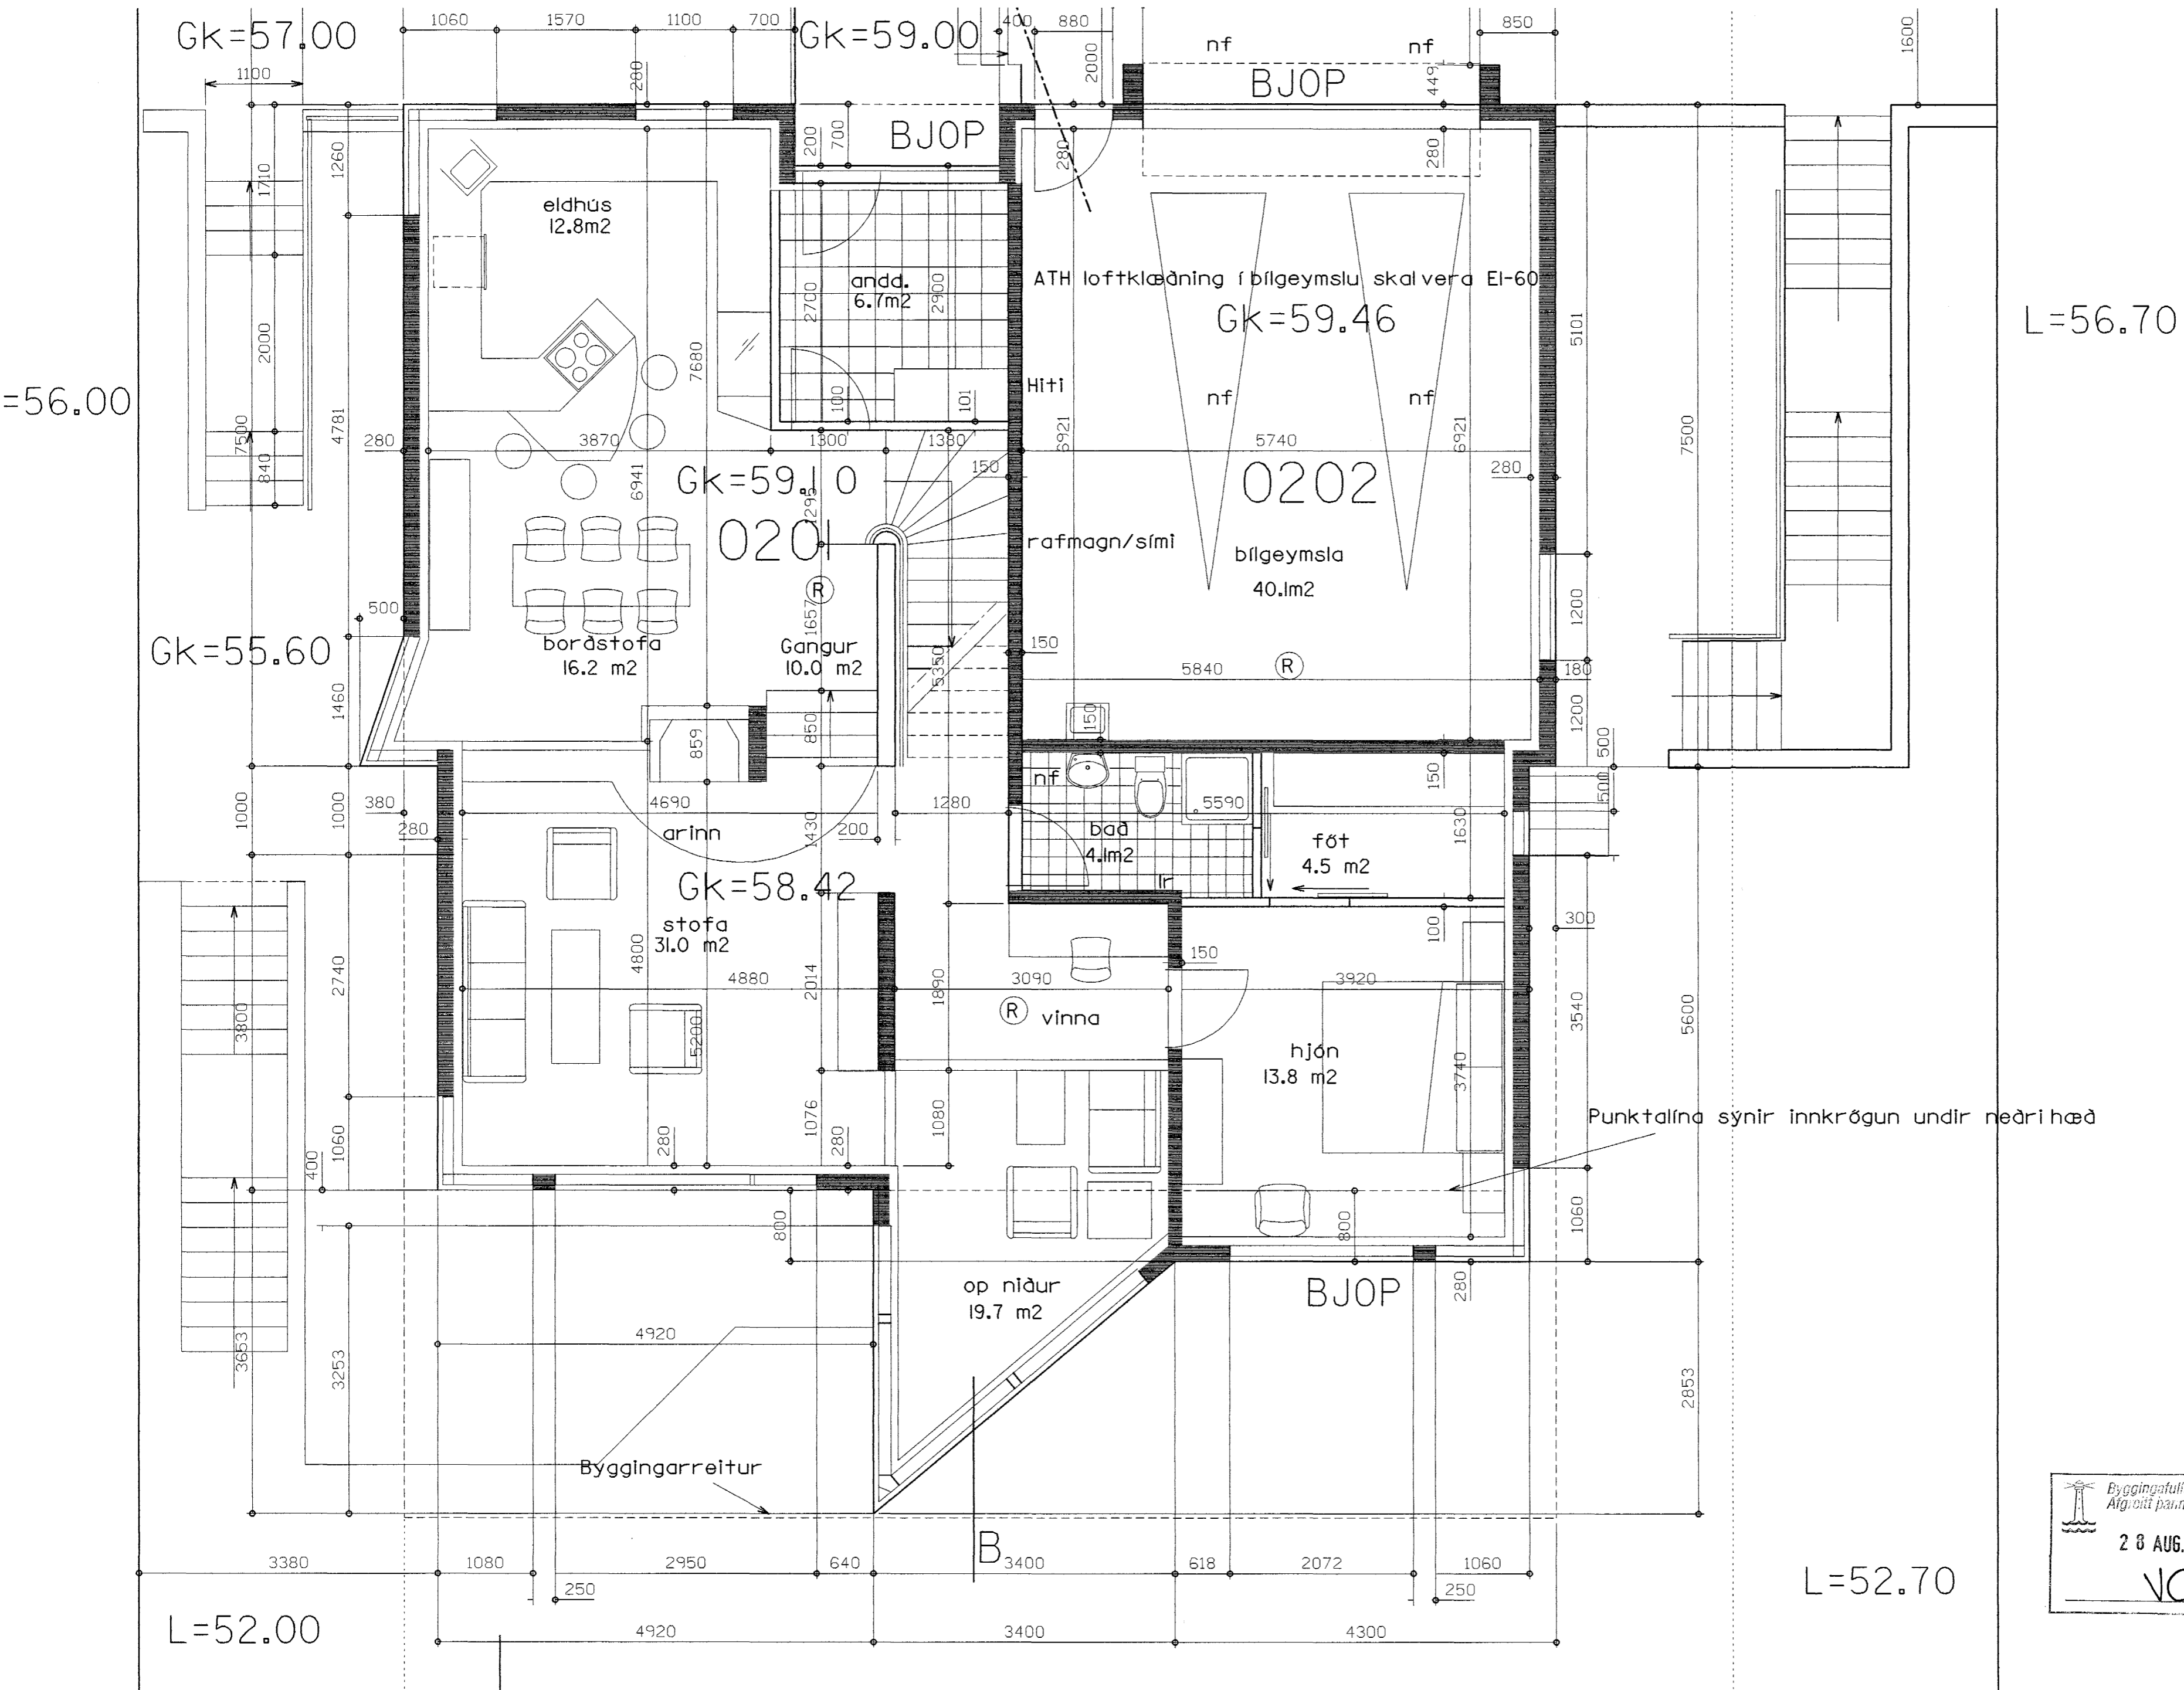 1060 1570 1100 700 400 880 850
Gk=57.00 Gk=59.00 nf nf
1100 280 2000 449 1600
BJOP
BJOP
200 700 280 280
1710 1260
eldhús
12.8m2
andd.
6.7m2
2700 2900
ATH loftklæðning í bílgeymslu skal vera EI-60
Gk=59.46
L=56.70
2000 7680 5101
=56.00
Hiti
nf nf
100 101
7500 4781 6921 6921 7500
280 3870 1300 1380 5740
840 6941 150 280
Gk=59.10
0202
1295
0201
rafmagn/sími
bílgeymsla
40.1m2
R
500 1657 1200
Gk=55.60
borðstofa
16.2 m2
Gangur
10.0 m2
150
5350
5840 R 180
1460 850 859 150 1200
500
nf 150 500
1000 1000 380 4690 1280 5590
280 arinn 1430 200 1630
bað
4.1m2
föt
4.5 m2
lr
Gk=58.42
stofa
31.0 m2
100 300
4800 150
2740 4880 2014 1890 3090 3920
3800 5200 3540 5600
R vinna
hjón
13.8 m2
3740
Punktalína sýnir innkrögun undir neðri hæð
1060 280 1076 280 1080
400
800 800 1060
op niður
19.7 m2
BJOP
280
4920
3653 3253 2853
Byggingarreitur
B
Byggingafull
Afgreitt þann
28 AUG.
3380 1080 2950 640 3400 618 2072 1060
250 250
L=52.70
L=52.00
4920 3400 4300